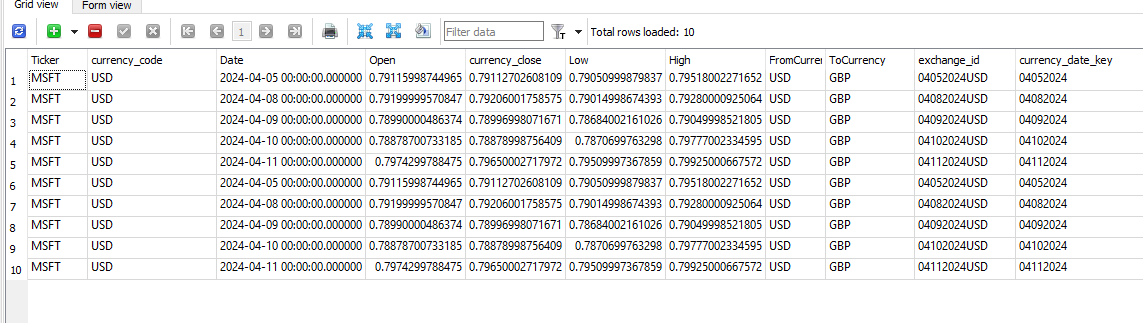 Grid view Form view
1 Filter data Total rows loaded: 10
Ticker currency_code Date Open currency_close Low High FromCurren ToCurrency exchange_id currency_date_key
1 MSFT USD 2024-04-05 00:00:00.000000 0.79115998744965 0.79112702608109 0.79050999879837 0.79518002271652 USD GBP 04052024USD 04052024
2 MSFT USD 2024-04-08 00:00:00.000000 0.79199999570847 0.79206001758575 0.79014998674393 0.79280000925064 USD GBP 04082024USD 04082024
3 MSFT USD 2024-04-09 00:00:00.000000 0.78990000486374 0.78996998071671 0.78684002161026 0.79049998521805 USD GBP 04092024USD 04092024
4 MSFT USD 2024-04-10 00:00:00.000000 0.78878700733185 0.78878998756409 0.7870699763298 0.79777002334595 USD GBP 04102024USD 04102024
5 MSFT USD 2024-04-11 00:00:00.000000 0.7974299788475 0.79650002717972 0.79509997367859 0.79925000667572 USD GBP 04112024USD 04112024
6 MSFT USD 2024-04-05 00:00:00.000000 0.79115998744965 0.79112702608109 0.79050999879837 0.79518002271652 USD GBP 04052024USD 04052024
7 MSFT USD 2024-04-08 00:00:00.000000 0.79199999570847 0.79206001758575 0.79014998674393 0.79280000925064 USD GBP 04082024USD 04082024
8 MSFT USD 2024-04-09 00:00:00.000000 0.78990000486374 0.78996998071671 0.78684002161026 0.79049998521805 USD GBP 04092024USD 04092024
9 MSFT USD 2024-04-10 00:00:00.000000 0.78878700733185 0.78878998756409 0.7870699763298 0.79777002334595 USD GBP 04102024USD 04102024
10 MSFT USD 2024-04-11 00:00:00.000000 0.7974299788475 0.79650002717972 0.79509997367859 0.79925000667572 USD GBP 04112024USD 04112024